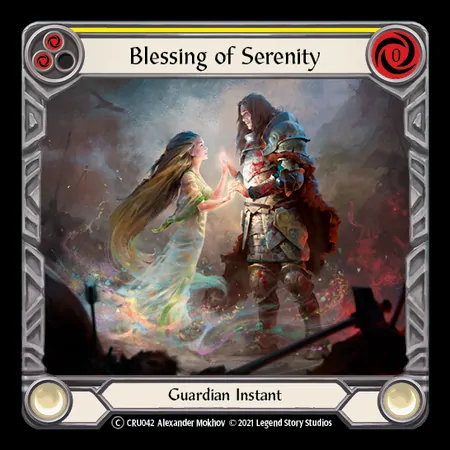 Blessing of Serenity
0
Guardian Instant
C CRU042 Alexander Mokhov © 2021 Legend Story Studios